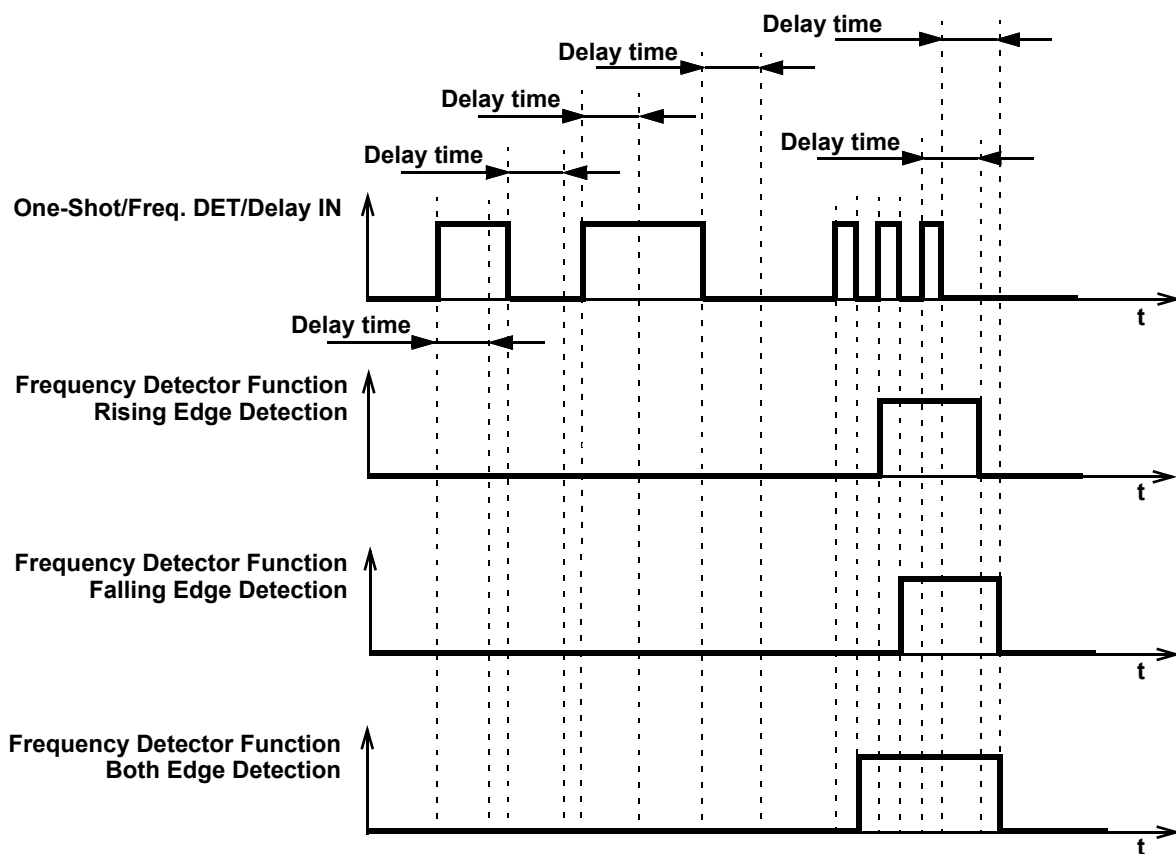 Delay time
Delay time
Delay time
Delay time
Delay time
One-Shot/Freq. DET/Delay IN
t
Delay time
Frequency Detector Function
Rising Edge Detection
t
Frequency Detector Function
Falling Edge Detection
t
Frequency Detector Function
Both Edge Detection
t